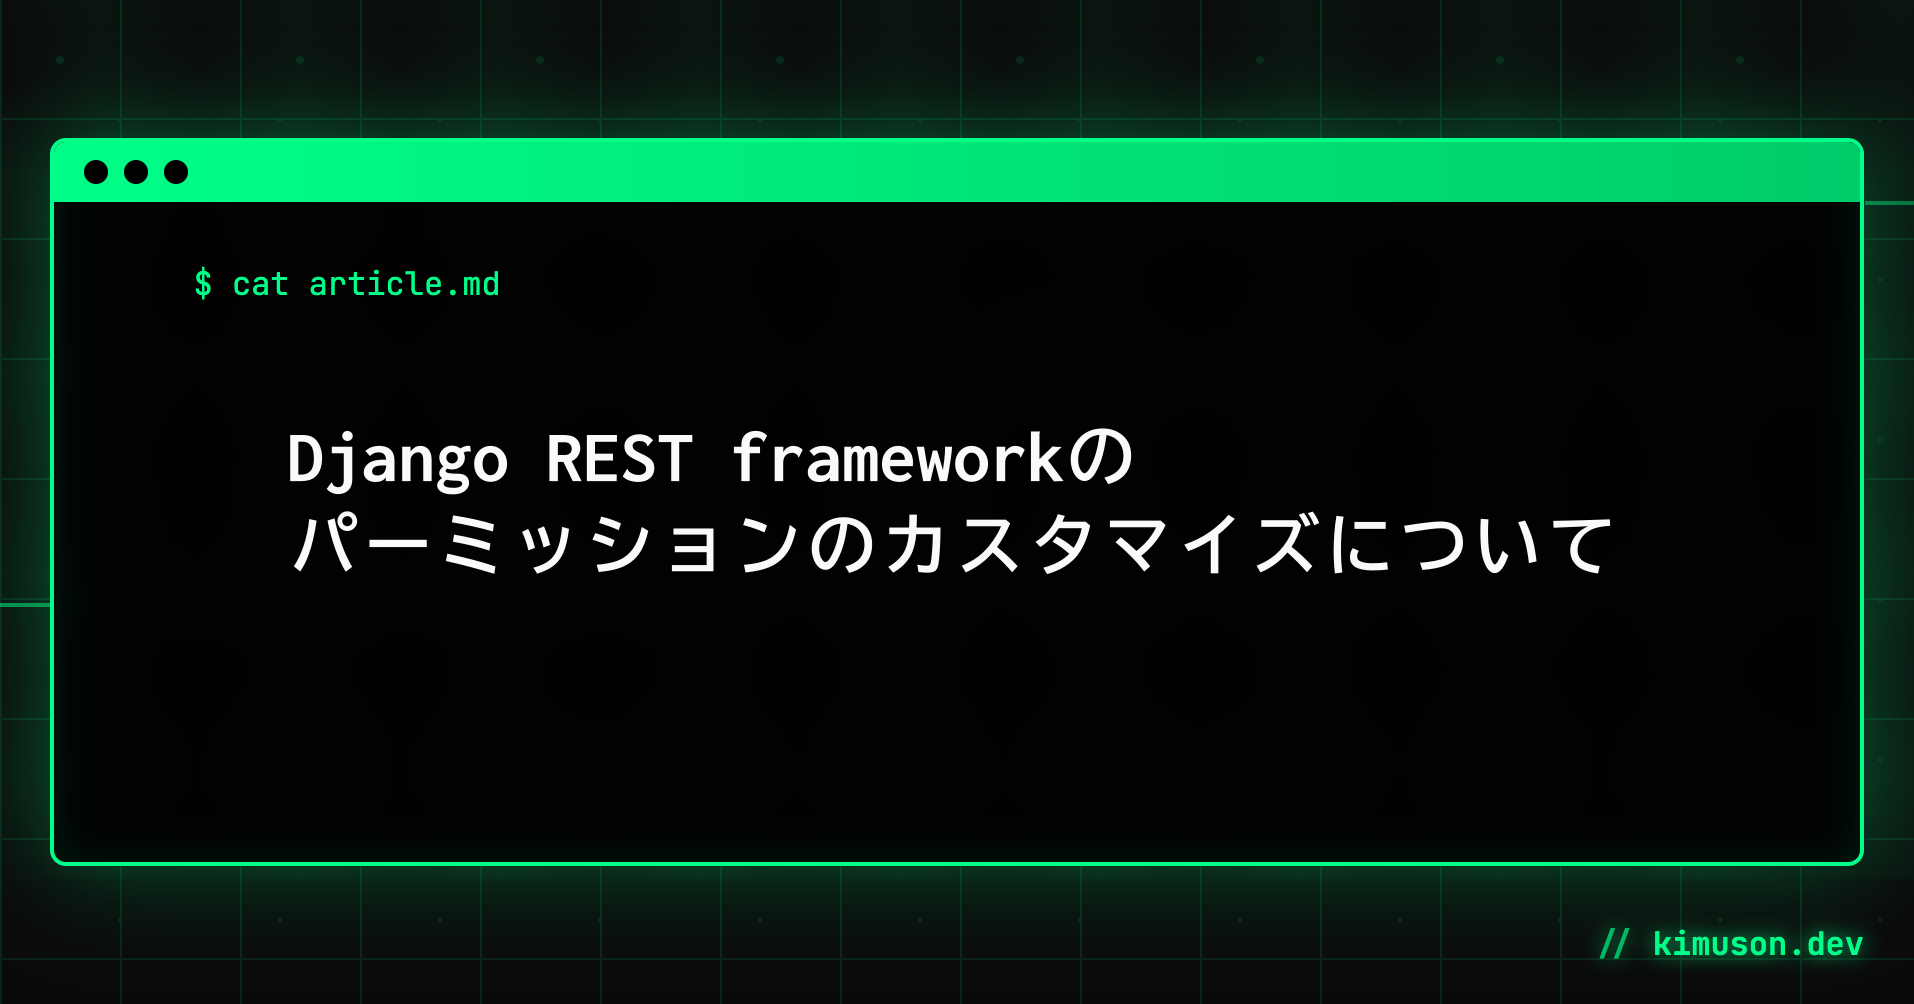 $ cat article.md
Django REST frameworkの
パーミッションのカスタマイズについて
// kimuson.dev